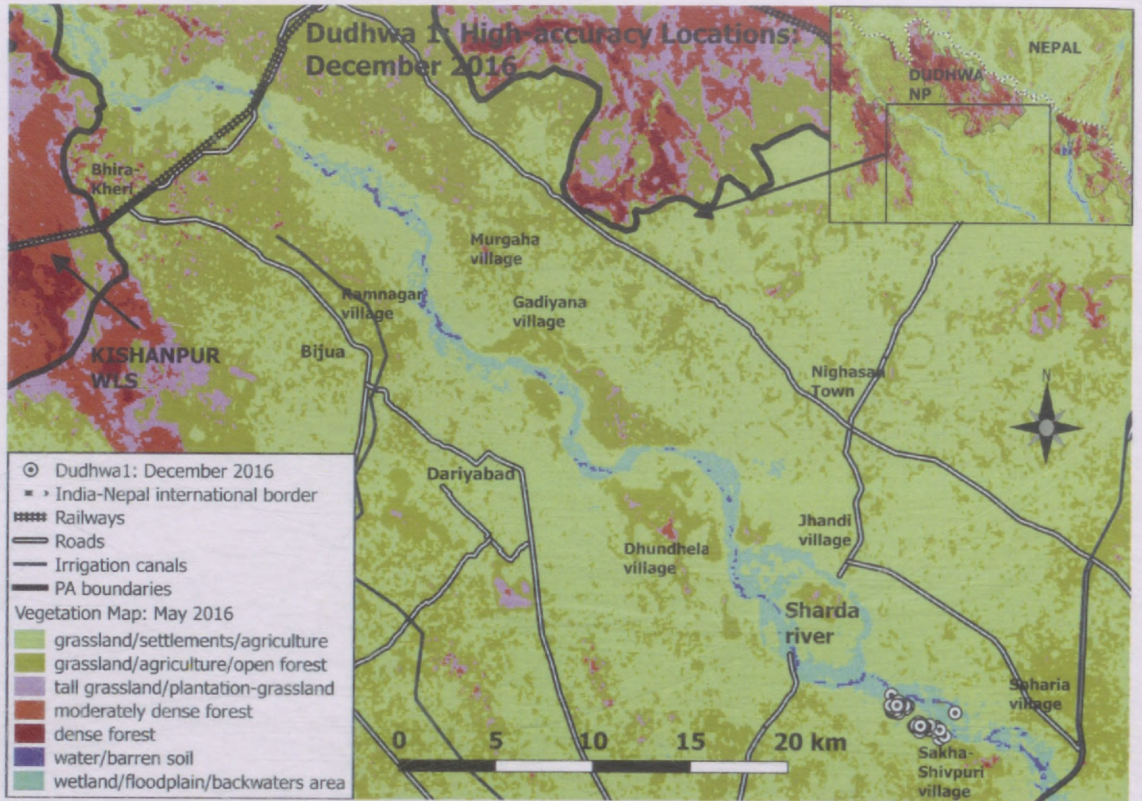 Dudhwa 1: High-accuracy Locations:
December 2016
NEPAL
DUDHWA
NP
Bhira-
Kheri
Murgaha
village
Ramnagar
village
Gadiyana
village
Bijua
KISHANPUR
WLS
Nighasan
Town
N
Dariyabad
Jhandi
village
Dhundhela
village
Sharda
river
Saharia
village
Sakha-
Shivpuri
village
0 5 10 15 20 km
Dudhwa1: December 2016
India-Nepal international border
Railways
Roads
Irrigation canals
PA boundaries
Vegetation Map: May 2016
grassland/settlements/agriculture
grassland/agriculture/open forest
tall grassland/plantation-grassland
moderately dense forest
dense forest
water/barren soil
wetland/floodplain/backwaters area